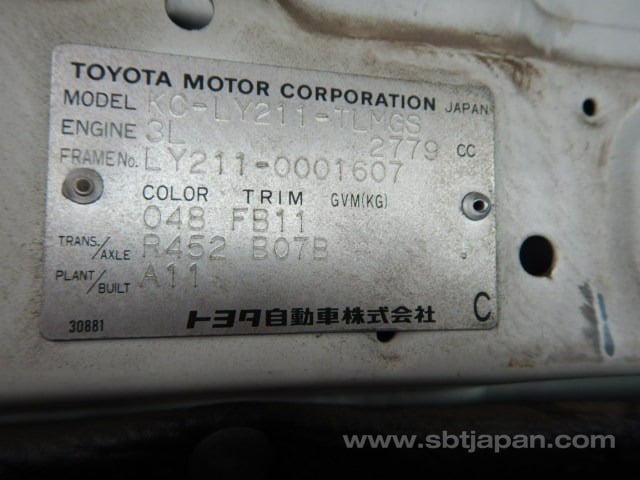 TOYOTA MOTOR CORPORATION JAPAN
MODEL KC-LY211-TLMGS
ENGINE 3L 2779 CC
FRAME No. LY211-0001607
COLOR TRIM GVM(KG)
048 FB11
TRANS./AXLE R452 B07B
PLANT/BUILT A11
30881 トヨタ自動車株式会社 C
www.sbtjapan.com